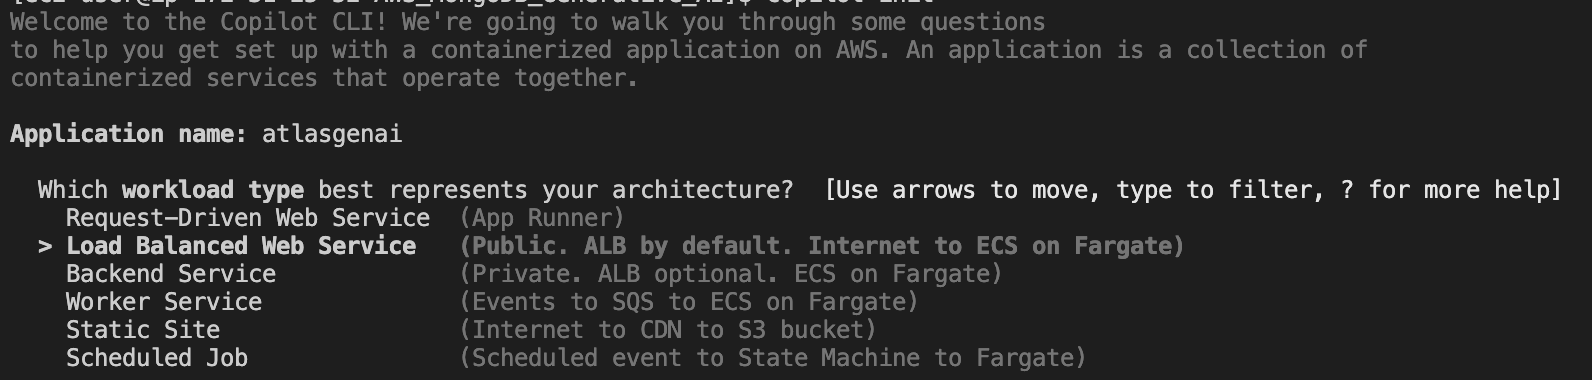 Welcome to the Copilot CLI! We're going to walk you through some questions
to help you get set up with a containerized application on AWS. An application is a collection of
containerized services that operate together.
Application name: atlasgenai
Which workload type best represents your architecture? [Use arrows to move, type to filter, ? for more help]
Request-Driven Web Service (App Runner)
> Load Balanced Web Service (Public. ALB by default. Internet to ECS on Fargate)
Backend Service (Private. ALB optional. ECS on Fargate)
Worker Service (Events to SQS to ECS on Fargate)
Static Site (Internet to CDN to S3 bucket)
Scheduled Job (Scheduled event to State Machine to Fargate)